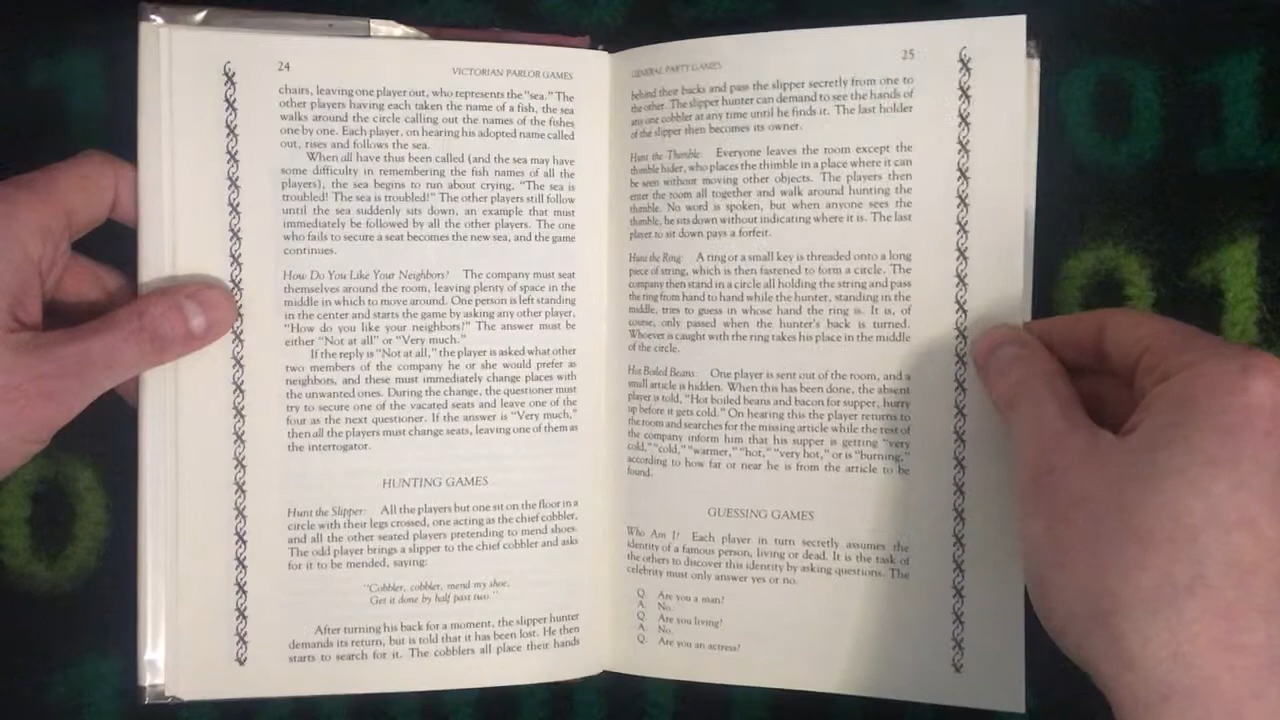 24
VICTORIAN PARLOR GAMES
chairs, leaving one player out, who represents the "sea." The
other players having each taken the name of a fish, the sea
walks around the circle calling out the names of the fishes
one by one. Each player, on hearing his adopted name called
out, rises and follows the sea.
When all have thus been called (and the sea may have
some difficulty in remembering the fish names of all the
players), the sea begins to run about crying, "The sea is
troubled! The sea is troubled!" The other players still follow
until the sea suddenly sits down, an example that must
immediately be followed by all the other players. The one
who fails to secure a seat becomes the new sea, and the game
continues.
How Do You Like Your Neighbors? The company must seat
themselves around the room, leaving plenty of space in the
middle in which to move around. One person is left standing
in the center and starts the game by asking any other player,
"How do you like your neighbors?" The answer must be
either "Not at all" or "Very much."
If the reply is "Not at all," the player is asked what other
two members of the company he or she would prefer as
neighbors, and these must immediately change places with
the unwanted ones. During the change, the questioner must
try to secure one of the vacated seats and leave one of the
four as the next questioner. If the answer is "Very much,"
then all the players must change seats, leaving one of them as
the interrogator.
HUNTING GAMES
Hunt the Slipper: All the players but one sit on the floor in a
circle with their legs crossed, one acting as the chief cobbler,
and all the other seated players pretending to mend shoes.
The odd player brings a slipper to the chief cobbler and asks
for it to be mended, saying:
"Cobbler, cobbler, mend my shoe,
Get it done by half past two."
After turning his back for a moment, the slipper hunter
demands its return, but is told that it has been lost. He then
starts to search for it. The cobblers all place their hands
GENERAL PARTY GAMES
25
behind their backs and pass the slipper secretly from one to
the other. The slipper hunter can demand to see the hands of
any one cobbler at any time until he finds it. The last holder
of the slipper then becomes its owner.
Hunt the Thimble: Everyone leaves the room except the
thimble hider, who places the thimble in a place where it can
be seen without moving other objects. The players then
enter the room all together and walk around hunting the
thimble. No word is spoken, but when anyone sees the
thimble, he sits down without indicating where it is. The last
player to sit down pays a forfeit.
Hunt the Ring: A ring or a small key is threaded onto a long
piece of string, which is then fastened to form a circle. The
company then stand in a circle all holding the string and pass
the ring from hand to hand while the hunter, standing in the
middle, tries to guess in whose hand the ring is. It is, of
course, only passed when the hunter's back is turned.
Whoever is caught with the ring takes his place in the middle
of the circle.
Hot Boiled Beans: One player is sent out of the room, and a
small article is hidden. When this has been done, the absent
player is told, "Hot boiled beans and bacon for supper, hurry
up before it gets cold." On hearing this the player returns to
the room and searches for the missing article while the rest of
the company inform him that his supper is getting "very
cold," "cold," "warmer," "hot," "very hot," or is "burning,"
according to how far or near he is from the article to be
found.
GUESSING GAMES
Who Am I? Each player in turn secretly assumes the
identity of a famous person, living or dead. It is the task of
the others to discover this identity by asking questions. The
celebrity must only answer yes or no.
Q. Are you a man?
A. No.
Q. Are you living?
A. No.
Q. Are you an actress?
01
01
0